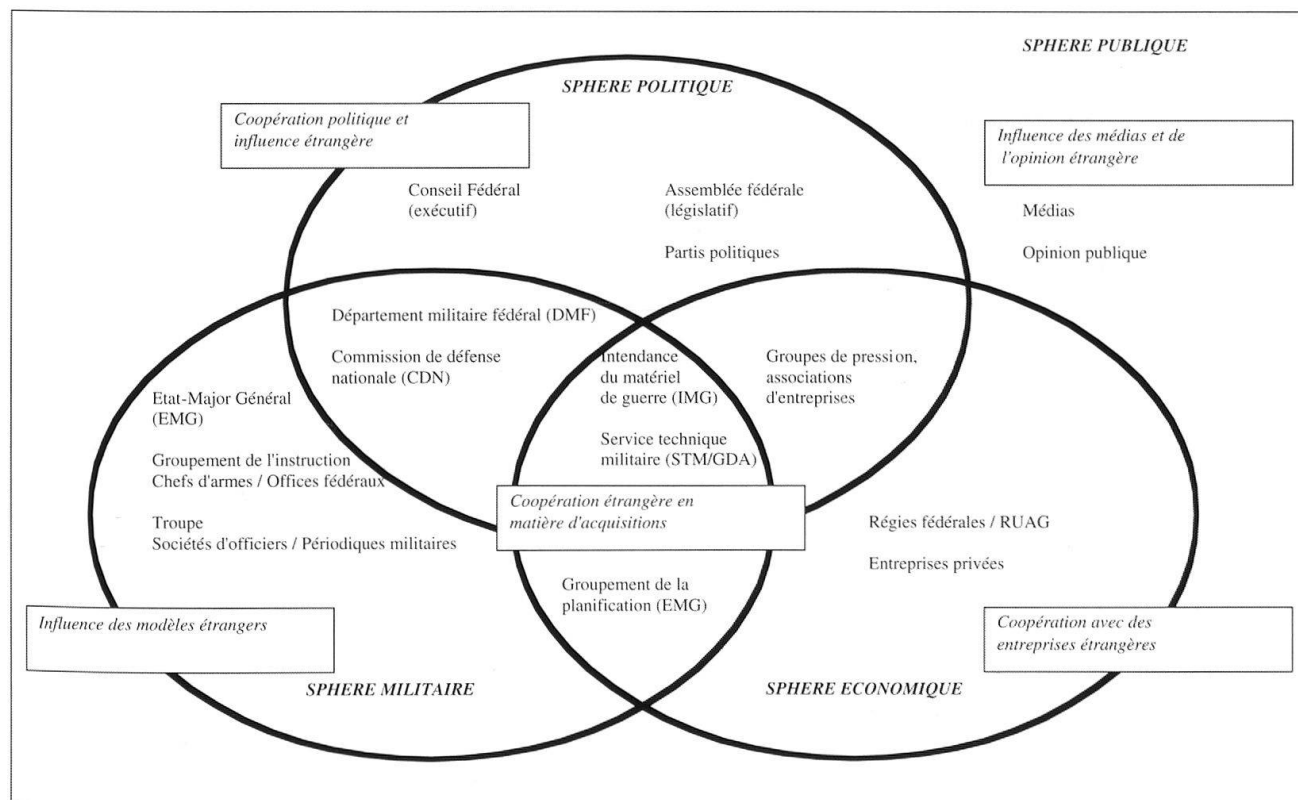 SPHERE PUBLIQUE
SPHERE POLITIQUE
Coopération politique et
influence étrangère
Influence des médias et de
l'opinion étrangère
Conseil Fédéral
(exécutif)
Assemblée fédérale
(législatif)
Partis politiques
Médias
Opinion publique
Département militaire fédéral (DMF)
Commission de défense
nationale (CDN)
Intendance
du matériel
de guerre (IMG)
Service technique
militaire (STM/GDA)
Groupes de pression,
associations
d'entreprises
Etat-Major Général
(EMG)
Groupement de l'instruction
Chefs d'armes / Offices fédéraux
Troupe
Sociétés d'officiers / Périodiques militaires
Coopération étrangère en
matière d'acquisitions
Régies fédérales / RUAG
Entreprises privées
Groupement de la
planification (EMG)
Influence des modèles étrangers
Coopération avec des
entreprises étrangères
SPHERE MILITAIRE
SPHERE ECONOMIQUE